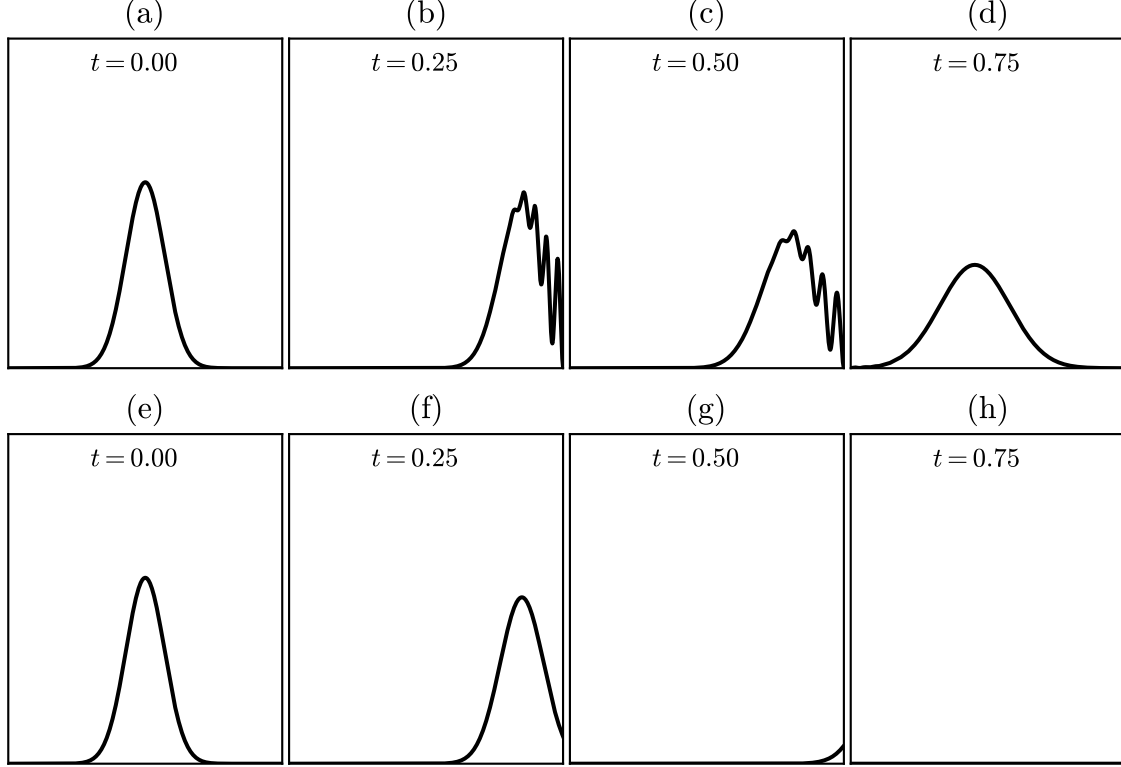 (a) (b) (c) (d)
t = 0.00 t = 0.25 t = 0.50 t = 0.75
(e) (f) (g) (h)
t = 0.00 t = 0.25 t = 0.50 t = 0.75